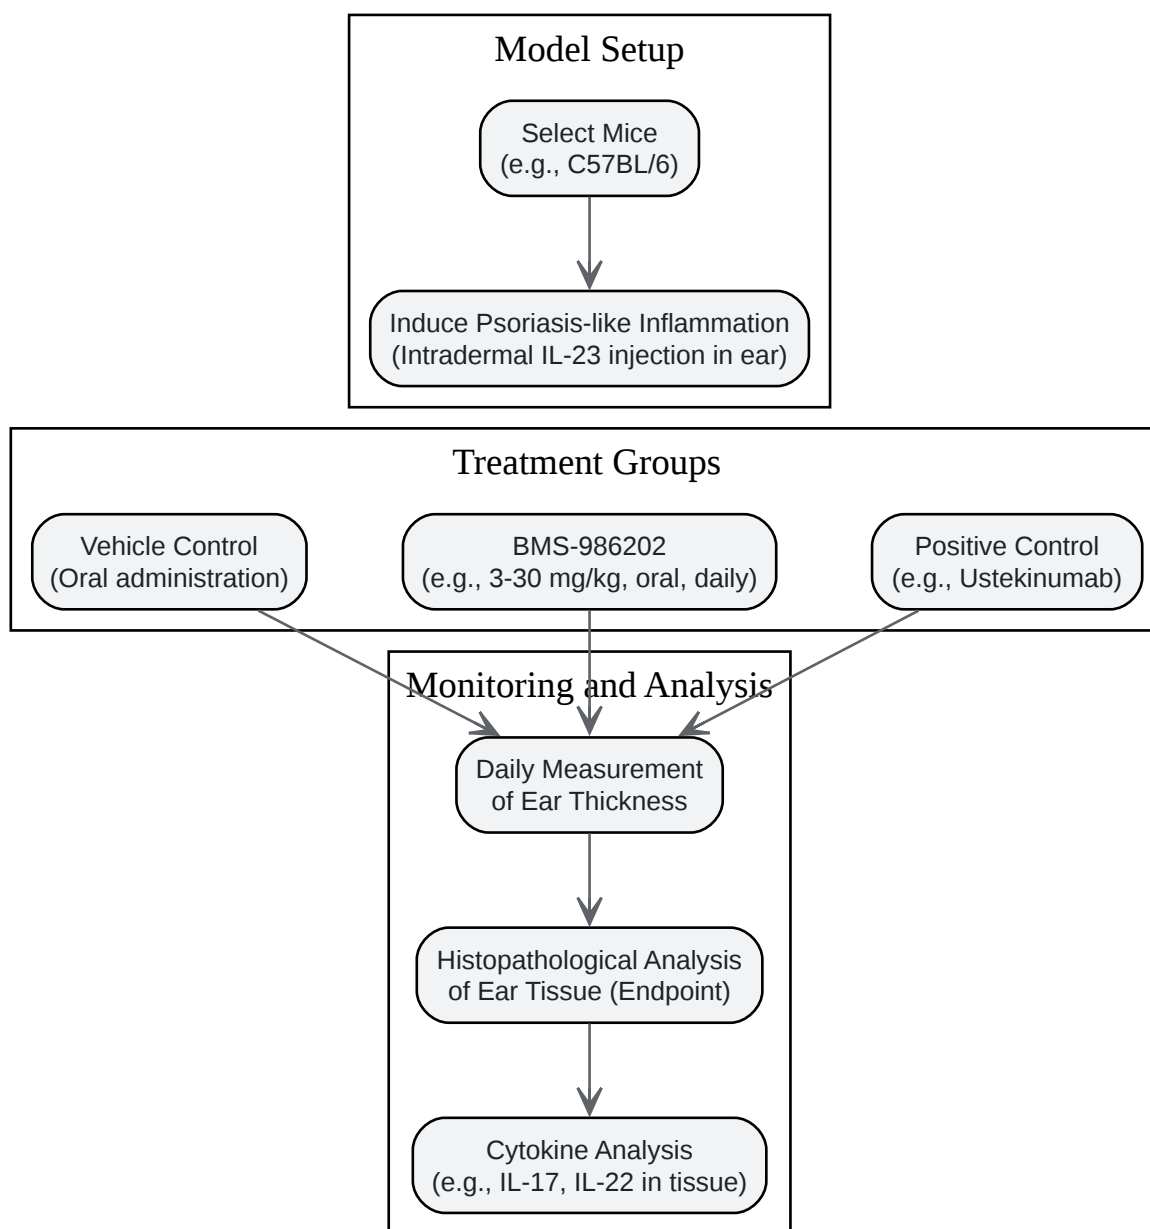 Model Setup
Select Mice
(e.g., C57BL/6)
Induce Psoriasis-like Inflammation
(Intradermal IL-23 injection in ear)
Treatment Groups
Vehicle Control
(Oral administration)
BMS-986202
(e.g., 3-30 mg/kg, oral, daily)
Positive Control
(e.g., Ustekinumab)
Monitoring and Analysis
Daily Measurement
of Ear Thickness
Histopathological Analysis
of Ear Tissue (Endpoint)
Cytokine Analysis
(e.g., IL-17, IL-22 in tissue)